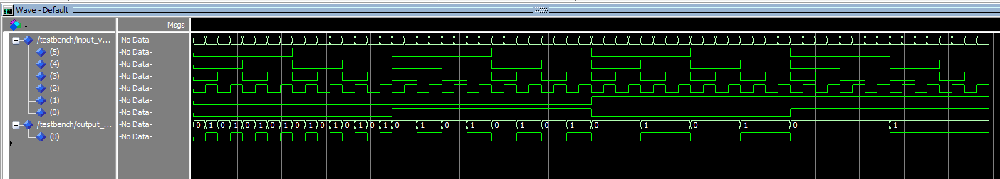 Wave - Default
Msgs
/testbench/input_v... -No Data-
(5) -No Data-
(4) -No Data-
(3) -No Data-
(2) -No Data-
(1) -No Data-
(0) -No Data-
/testbench/output_... -No Data- 0 1 0 1 0 1 0 1 0 1 0 1 0 1 0 1 0 1 0 1 0 1 0 1 0 1 0 1 0 1
(0) -No Data-